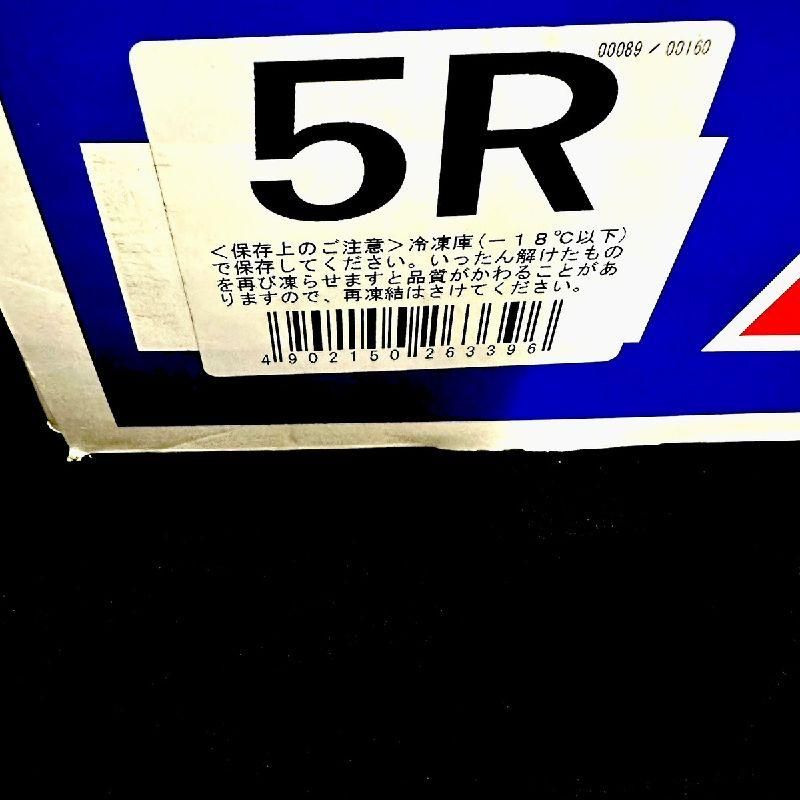 00089 / 00160
5R
<保存上のご注意>冷凍庫(-18℃以下)
で保存してください。いったん解けたもの
を再び凍らせますと品質がかわることがあ
りますので、再凍結はさけてください。
4902150263396